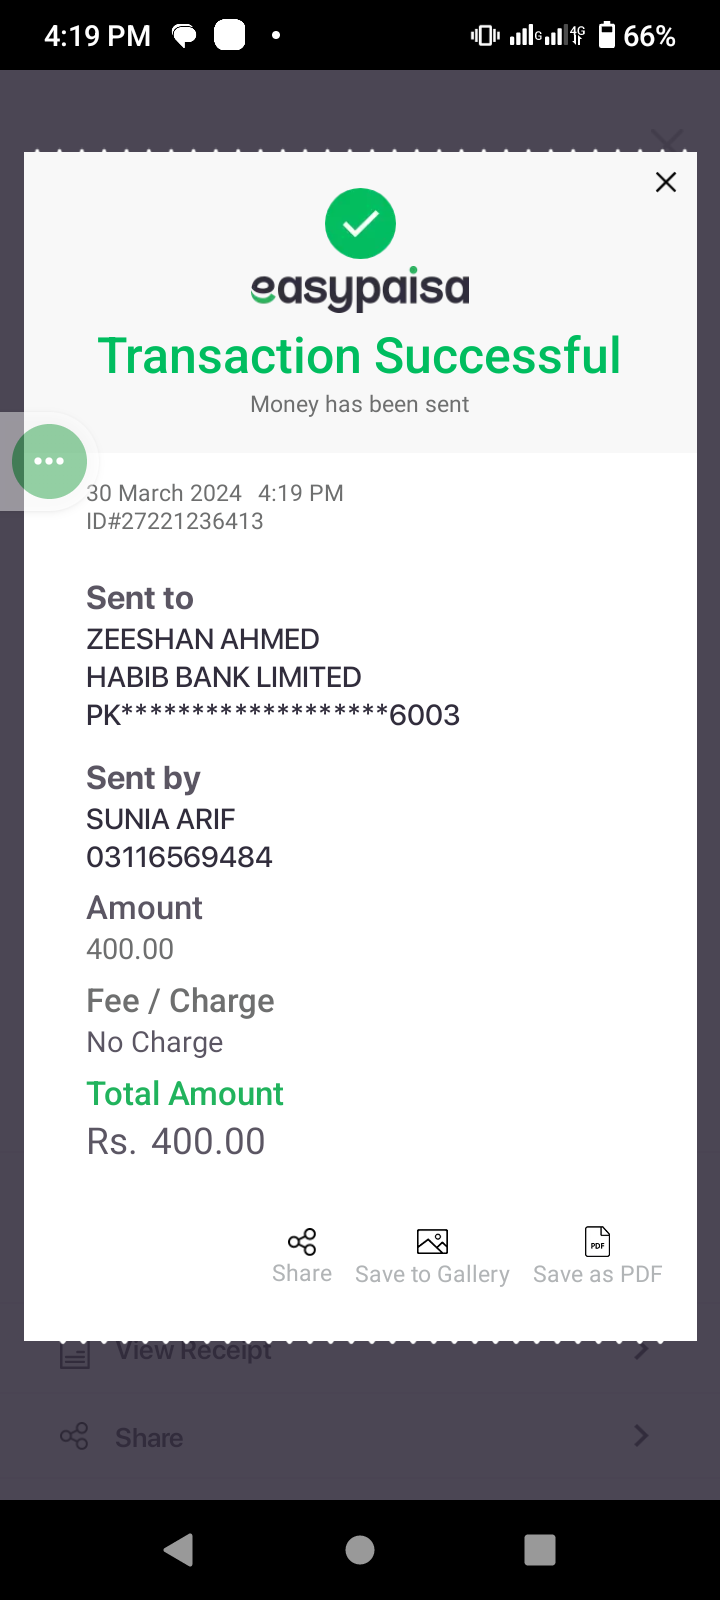 4:19 PM
G 4G 66%
easypaisa
Transaction Successful
Money has been sent
30 March 2024 4:19 PM
ID#27221236413
Sent to
ZEESHAN AHMED
HABIB BANK LIMITED
PK*******************6003
Sent by
SUNIA ARIF
03116569484
Amount
400.00
Fee / Charge
No Charge
Total Amount
Rs. 400.00
PDF
Share Save to Gallery Save as PDF
View Receipt
Share